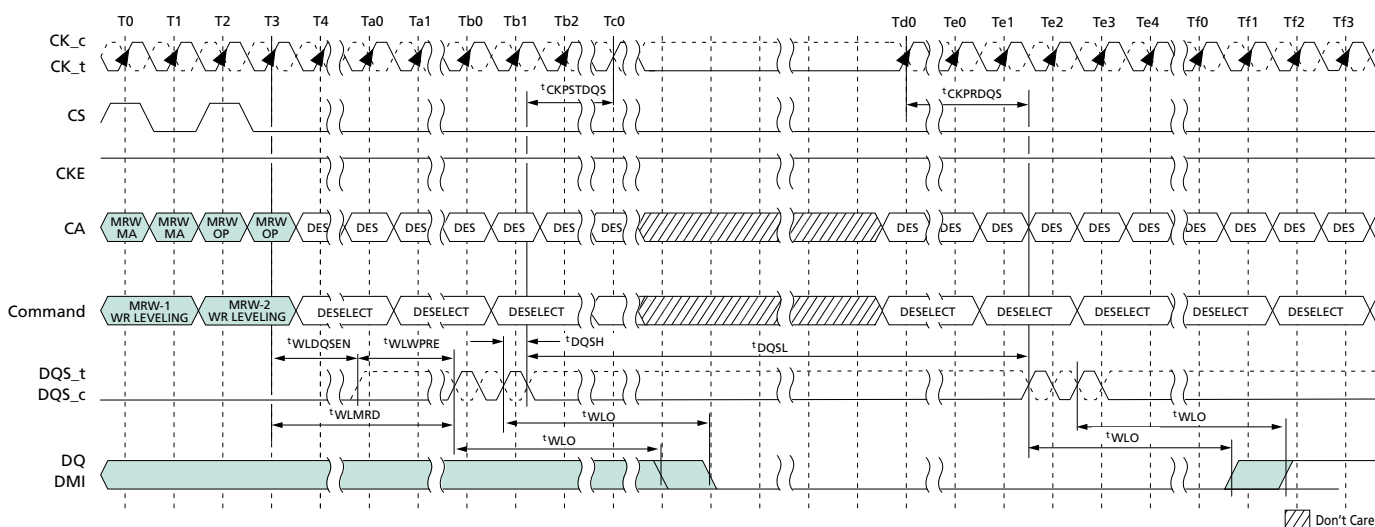 T0 T1 T2 T3 T4 Ta0 Ta1 Tb0 Tb1 Tb2 Tc0 Td0 Te0 Te1 Te2 Te3 Te4 Tf0 Tf1 Tf2 Tf3
CK_c
CK_t
tCKPSTDQS tCKPRDQS
CS
CKE
CA
MRW MA MRW MA MRW OP MRW OP DES DES DES DES DES DES DES DES DES DES DES DES DES DES DES DES DES
Command
MRW-1 WR LEVELING MRW-2 WR LEVELING DESELECT DESELECT DESELECT DESELECT DESELECT DESELECT DESELECT DESELECT
tWLDQSEN tWLWPRE tDQSH tDQSL
DQS_t
DQS_c
tWLMRD tWLO tWLO
tWLO tWLO
DQ
DMI
Don't Care